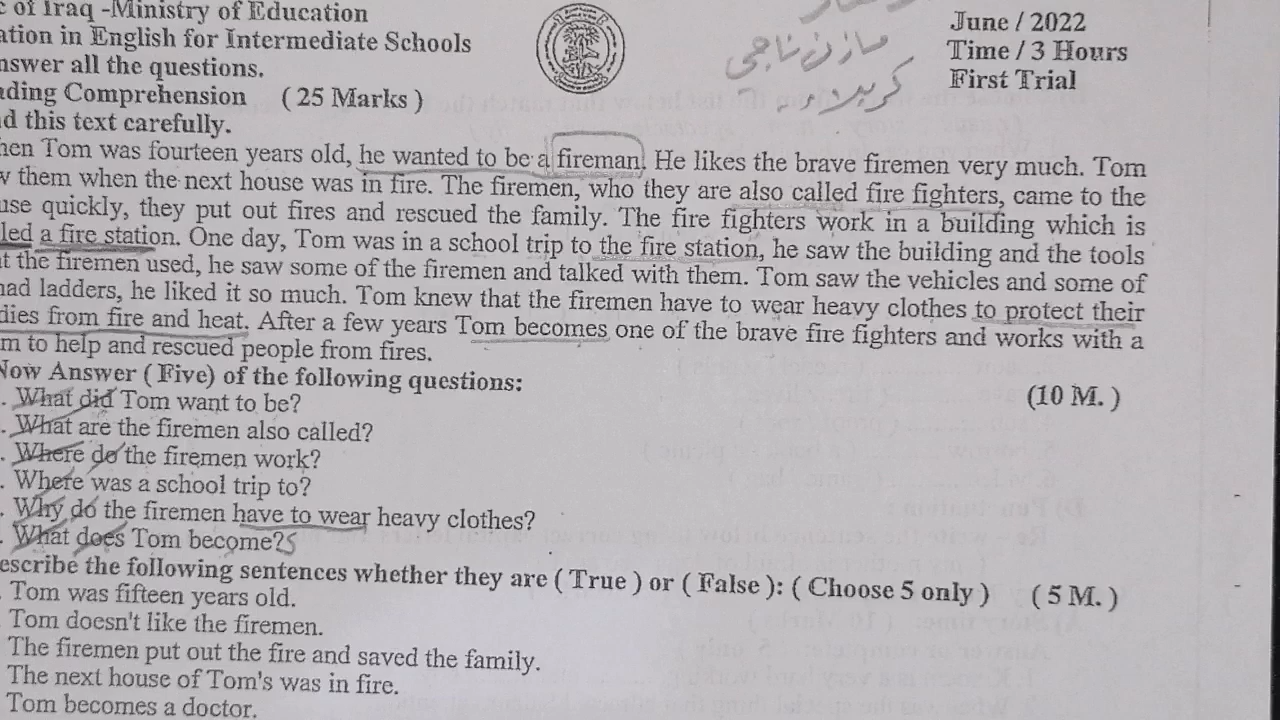 of Iraq -Ministry of Education
ation in English for Intermediate Schools
nswer all the questions.
ding Comprehension ( 25 Marks )
d this text carefully.
June / 2022
Time / 3 Hours
First Trial
مازن ناجي
hen Tom was fourteen years old, he wanted to be a fireman. He likes the brave firemen very much. Tom
w them when the next house was in fire. The firemen, who they are also called fire fighters, came to the
use quickly, they put out fires and rescued the family. The fire fighters work in a building which is
led a fire station. One day, Tom was in a school trip to the fire station, he saw the building and the tools
t the firemen used, he saw some of the firemen and talked with them. Tom saw the vehicles and some of
had ladders, he liked it so much. Tom knew that the firemen have to wear heavy clothes to protect their
dies from fire and heat. After a few years Tom becomes one of the brave fire fighters and works with a
m to help and rescued people from fires.
Now Answer ( Five) of the following questions: (10 M. )
. What did Tom want to be?
. What are the firemen also called?
. Where do the firemen work?
. Where was a school trip to?
. Why do the firemen have to wear heavy clothes?
. What does Tom become?
escribe the following sentences whether they are ( True ) or ( False ): ( Choose 5 only ) ( 5 M. )
Tom was fifteen years old.
Tom doesn't like the firemen.
The firemen put out the fire and saved the family.
The next house of Tom's was in fire.
Tom becomes a doctor.